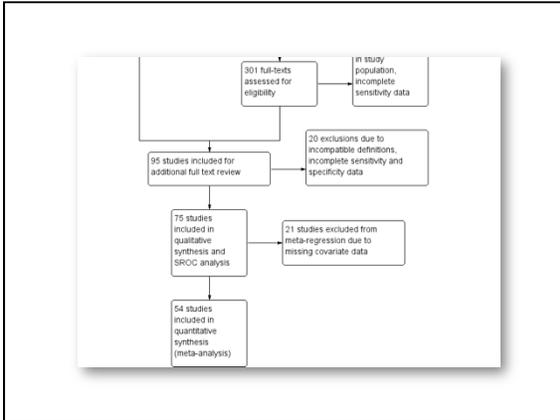 in study
population,
incomplete
sensitivity data
301 full-texts
assessed for
eligibility
20 exclusions due to
incompatible definitions,
incomplete sensitivity and
specificity data
95 studies included for
additional full text review
75 studies
included in
qualitative
synthesis and
SROC analysis
21 studies excluded from
meta-regression due to
missing covariate data
54 studies
included in
quantitative
synthesis
(meta-analysis)